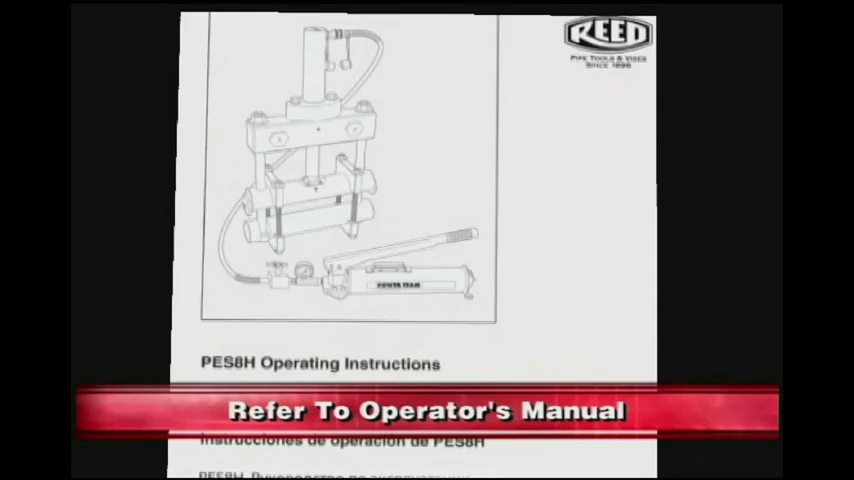 REED
PIPE TOOLS & VISES
SINCE 1896
POWER TEAM
PES8H Operating Instructions
Refer To Operator's Manual
Instrucciones de operación de PES8H
PES8H